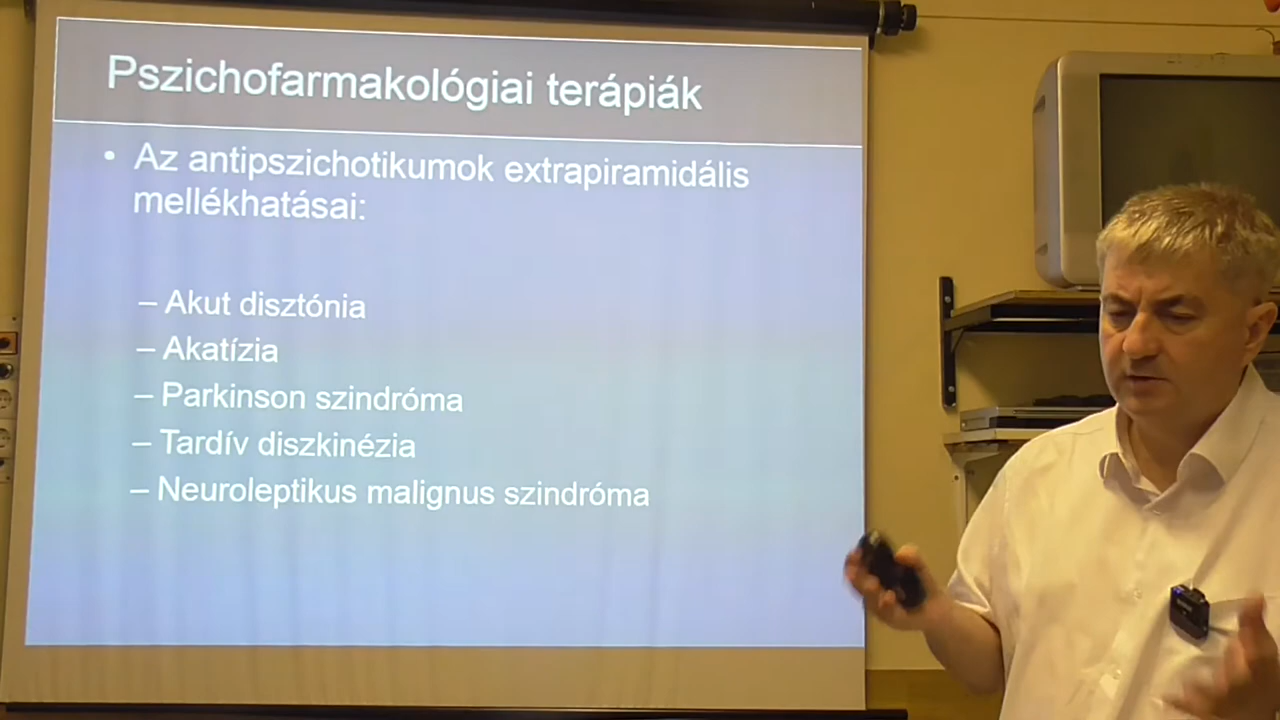 Pszichofarmakológiai terápiák
• Az antipszichotikumok extrapiramidális
mellékhatásai:
– Akut disztónia
– Akatízia
– Parkinson szindróma
– Tardív diszkinézia
– Neuroleptikus malignus szindróma